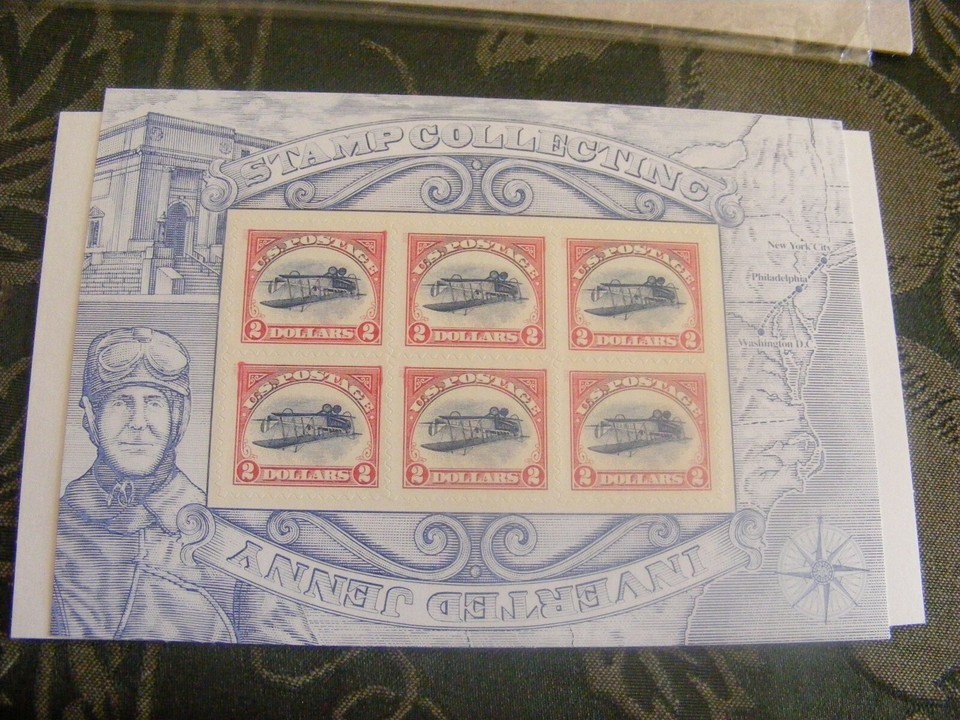 STAMP COLLECTING
New York City
Philadelphia
Washington D.C.
U.S. POSTAGE
2 DOLLARS 2
U.S. POSTAGE
2 DOLLARS 2
U.S. POSTAGE
2 DOLLARS 2
U.S. POSTAGE
2 DOLLARS 2
U.S. POSTAGE
2 DOLLARS 2
U.S. POSTAGE
2 DOLLARS 2
INVERTED JENNY